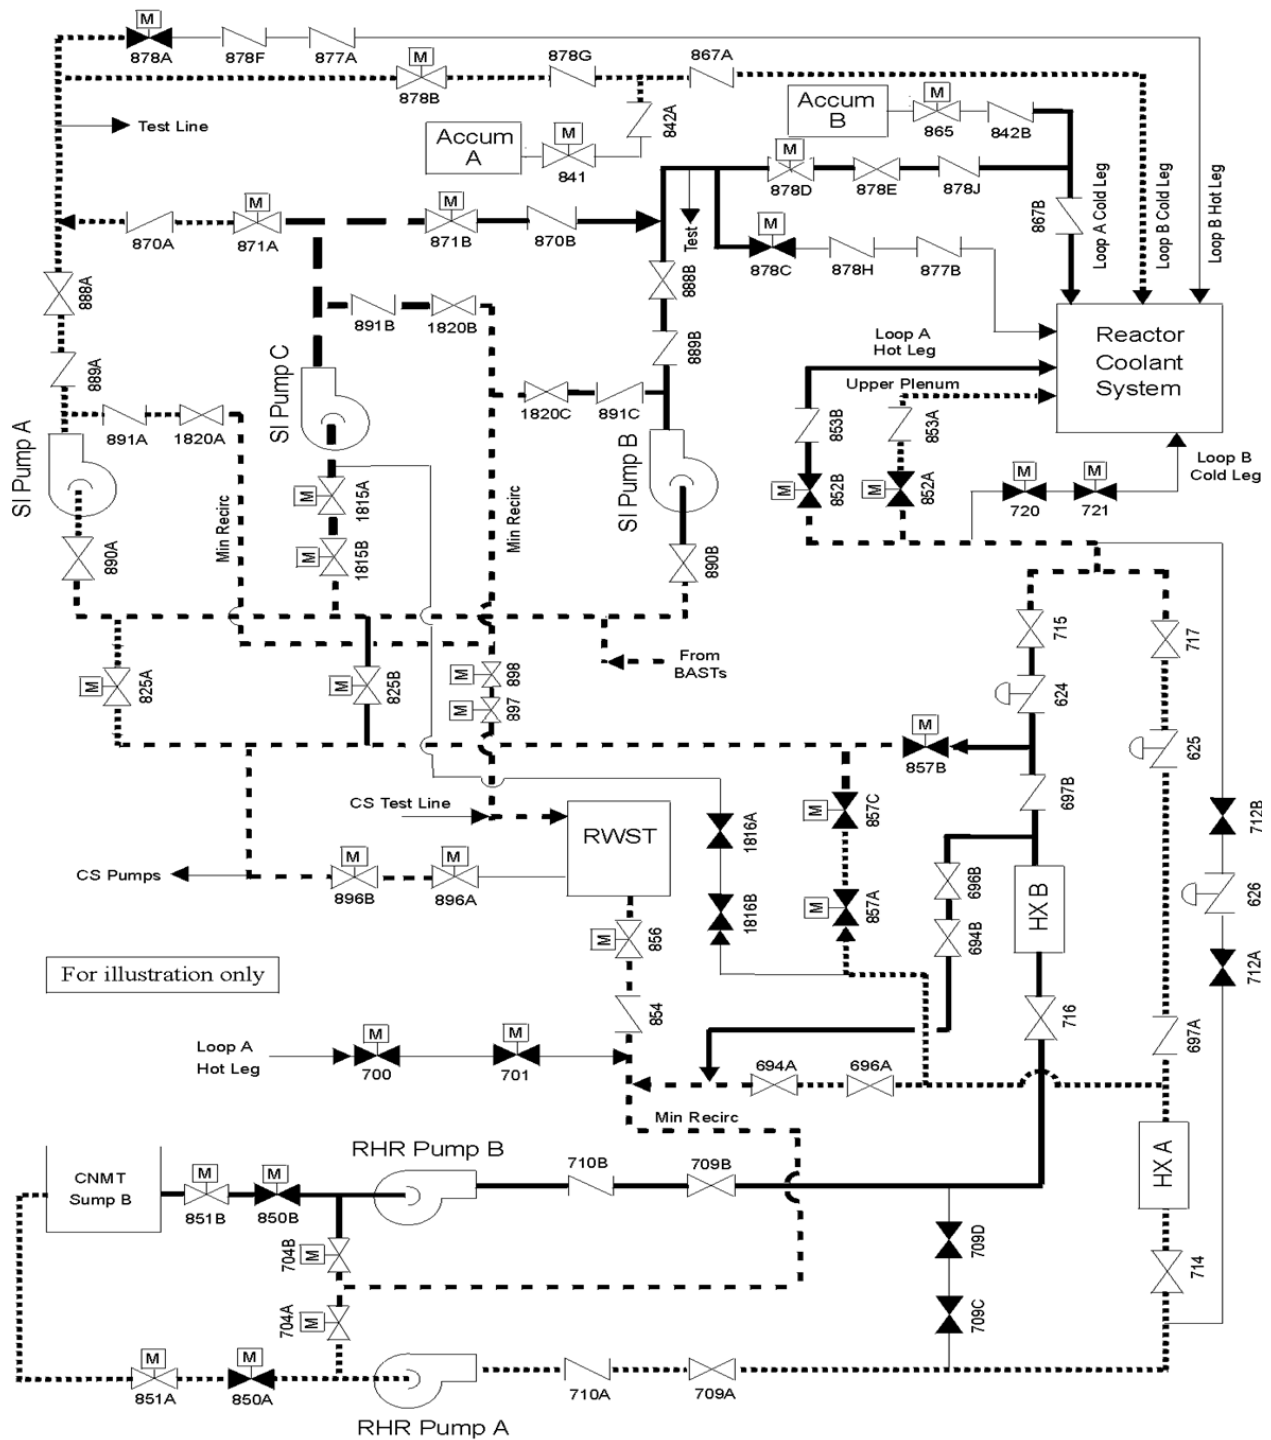 M
878A
878F
877A
M
878B
878G
867A
842A
Test Line
Accum
A
M
841
Accum
B
M
865
842B
M
878D
878E
878J
867B
Loop A Cold Leg
Loop B Cold Leg
Loop B Hot Leg
870A
M
871A
M
871B
870B
Test
M
878C
878H
877B
888A
889A
891B
1820B
888B
889B
SI Pump C
Loop A
Hot Leg
Upper Plenum
Reactor
Coolant
System
891A
1820A
1820C
891C
SI Pump A
SI Pump B
853B
853A
M
852B
M
852A
M
720
M
721
Loop B
Cold Leg
890A
M
1815A
M
1815B
Min Recirc
Min Recirc
890B
715
717
From
BASTs
M
825A
M
825B
M
898
M
897
624
625
M
857B
697B
CS Test Line
RWST
M
857C
1816A
712B
CS Pumps
M
896B
M
896A
M
856
1816B
M
857A
696B
694B
HX B
626
712A
For illustration only
854
716
697A
Loop A
Hot Leg
M
700
M
701
694A
696A
Min Recirc
CNMT
Sump B
M
851B
M
850B
RHR Pump B
710B
709B
HX A
M
704B
709D
714
M
704A
709C
M
851A
M
850A
RHR Pump A
710A
709A